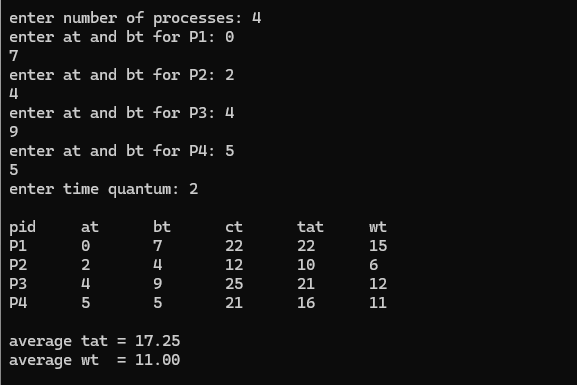 enter number of processes: 4
enter at and bt for P1: 0
7
enter at and bt for P2: 2
4
enter at and bt for P3: 4
9
enter at and bt for P4: 5
5
enter time quantum: 2
pid at bt ct tat wt
P1 0 7 22 22 15
P2 2 4 12 10 6
P3 4 9 25 21 12
P4 5 5 21 16 11
average tat = 17.25
average wt  = 11.00